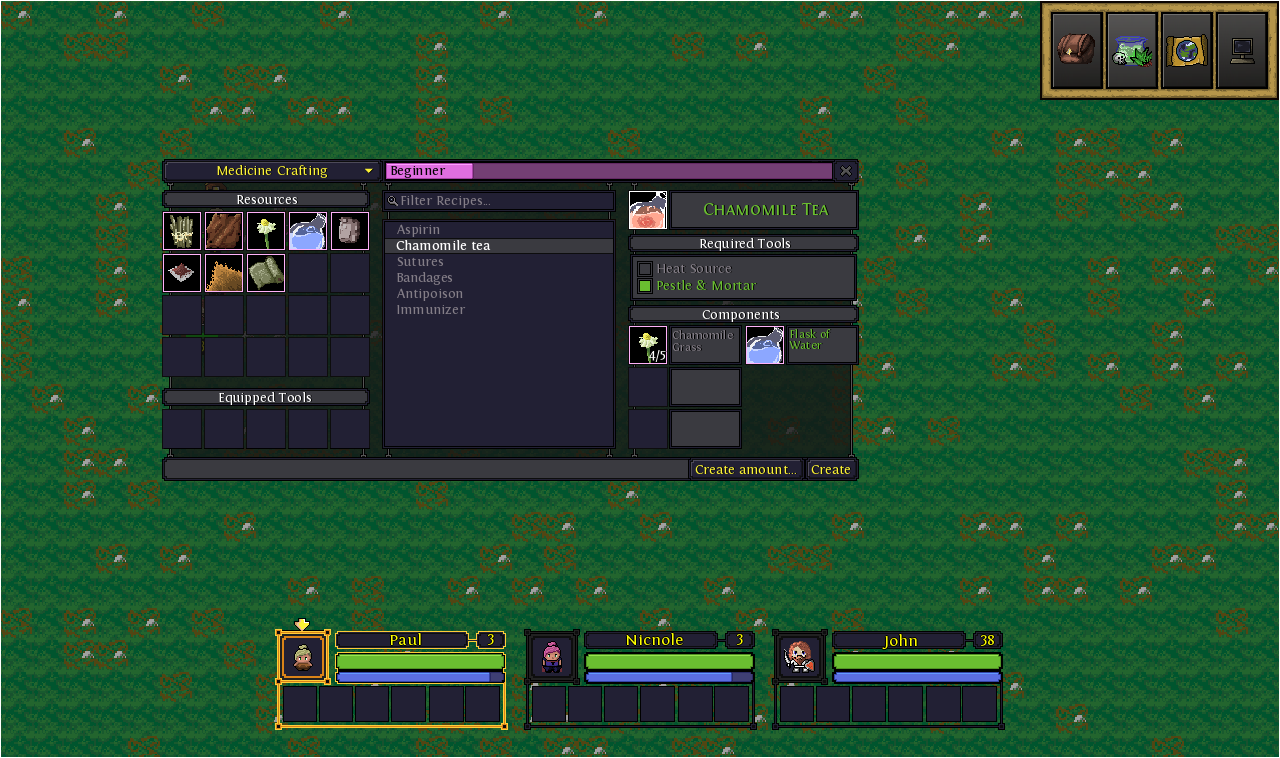 Medicine Crafting
Beginner
Resources
Filter Recipes...
CHAMOMILE TEA
Aspirin
Chamomile tea
Sutures
Bandages
Antipoison
Immunizer
Required Tools
Heat Source
Pestle & Mortar
Components
4/5
Chamomile
Grass
Flask of
Water
Equipped Tools
Create amount...
Create
Paul
3
Nicnole
3
John
38